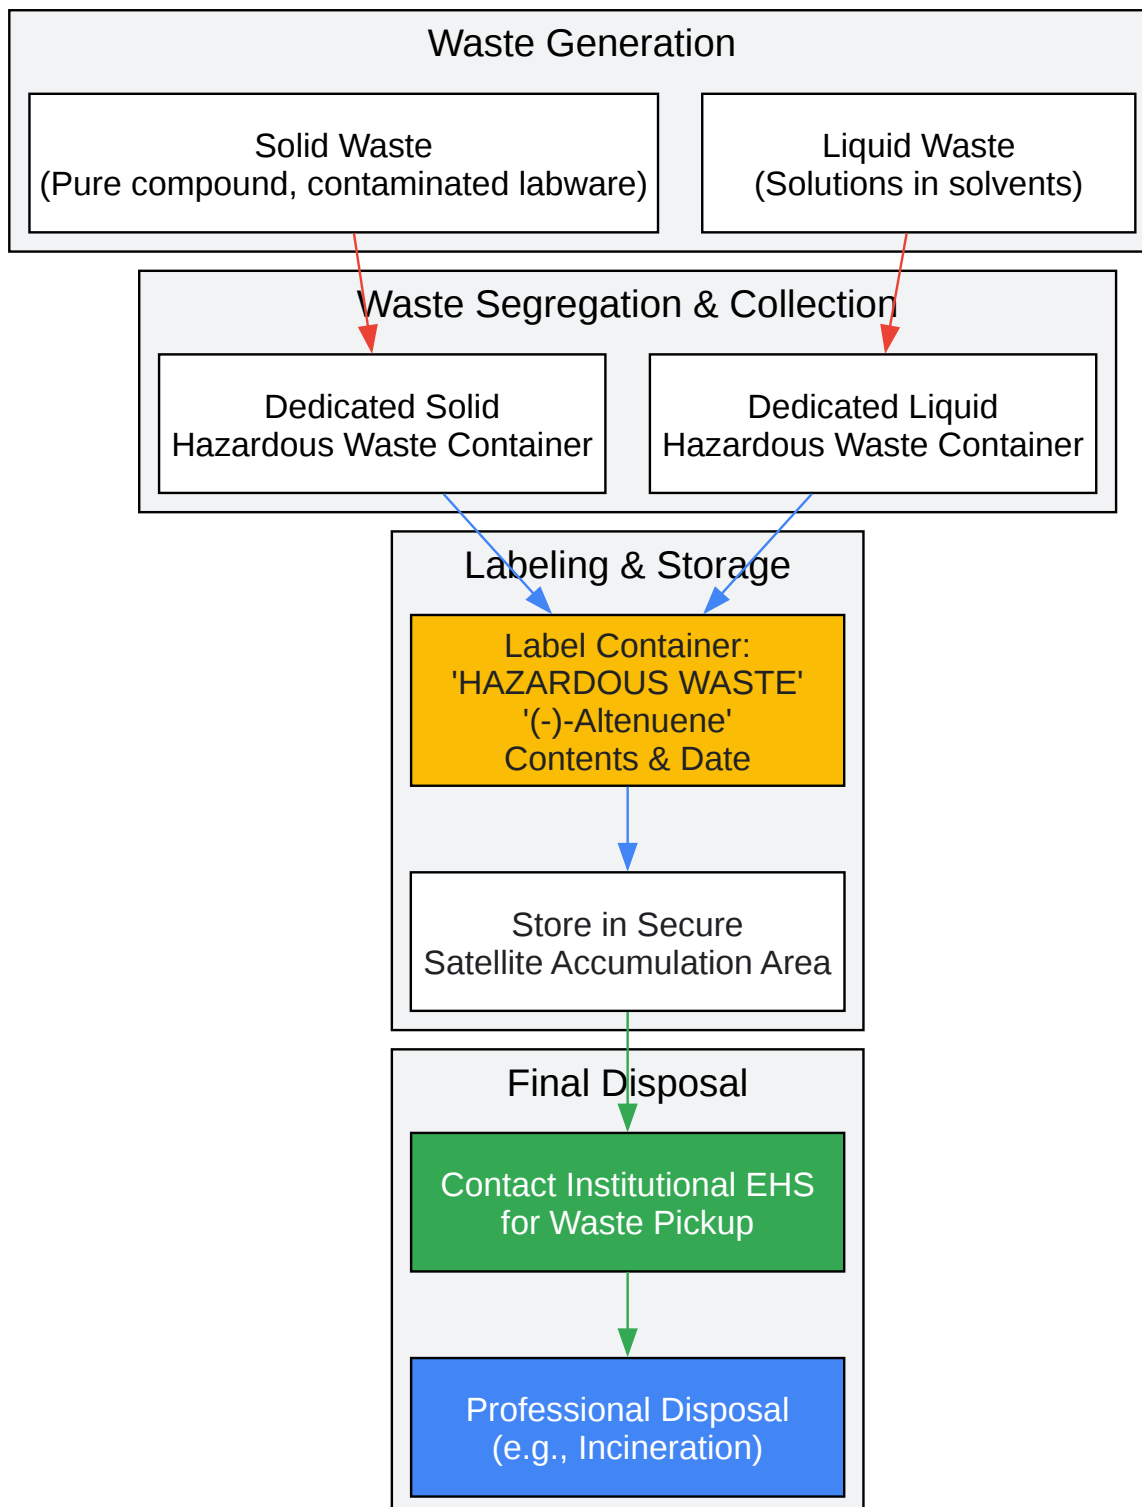 Waste Generation
Solid Waste
(Pure compound, contaminated labware)
Liquid Waste
(Solutions in solvents)
Waste Segregation & Collection
Dedicated Solid
Hazardous Waste Container
Dedicated Liquid
Hazardous Waste Container
Labeling & Storage
Label Container:
'HAZARDOUS WASTE'
'(-)-Altenuene'
Contents & Date
Store in Secure
Satellite Accumulation Area
Final Disposal
Contact Institutional EHS
for Waste Pickup
Professional Disposal
(e.g., Incineration)